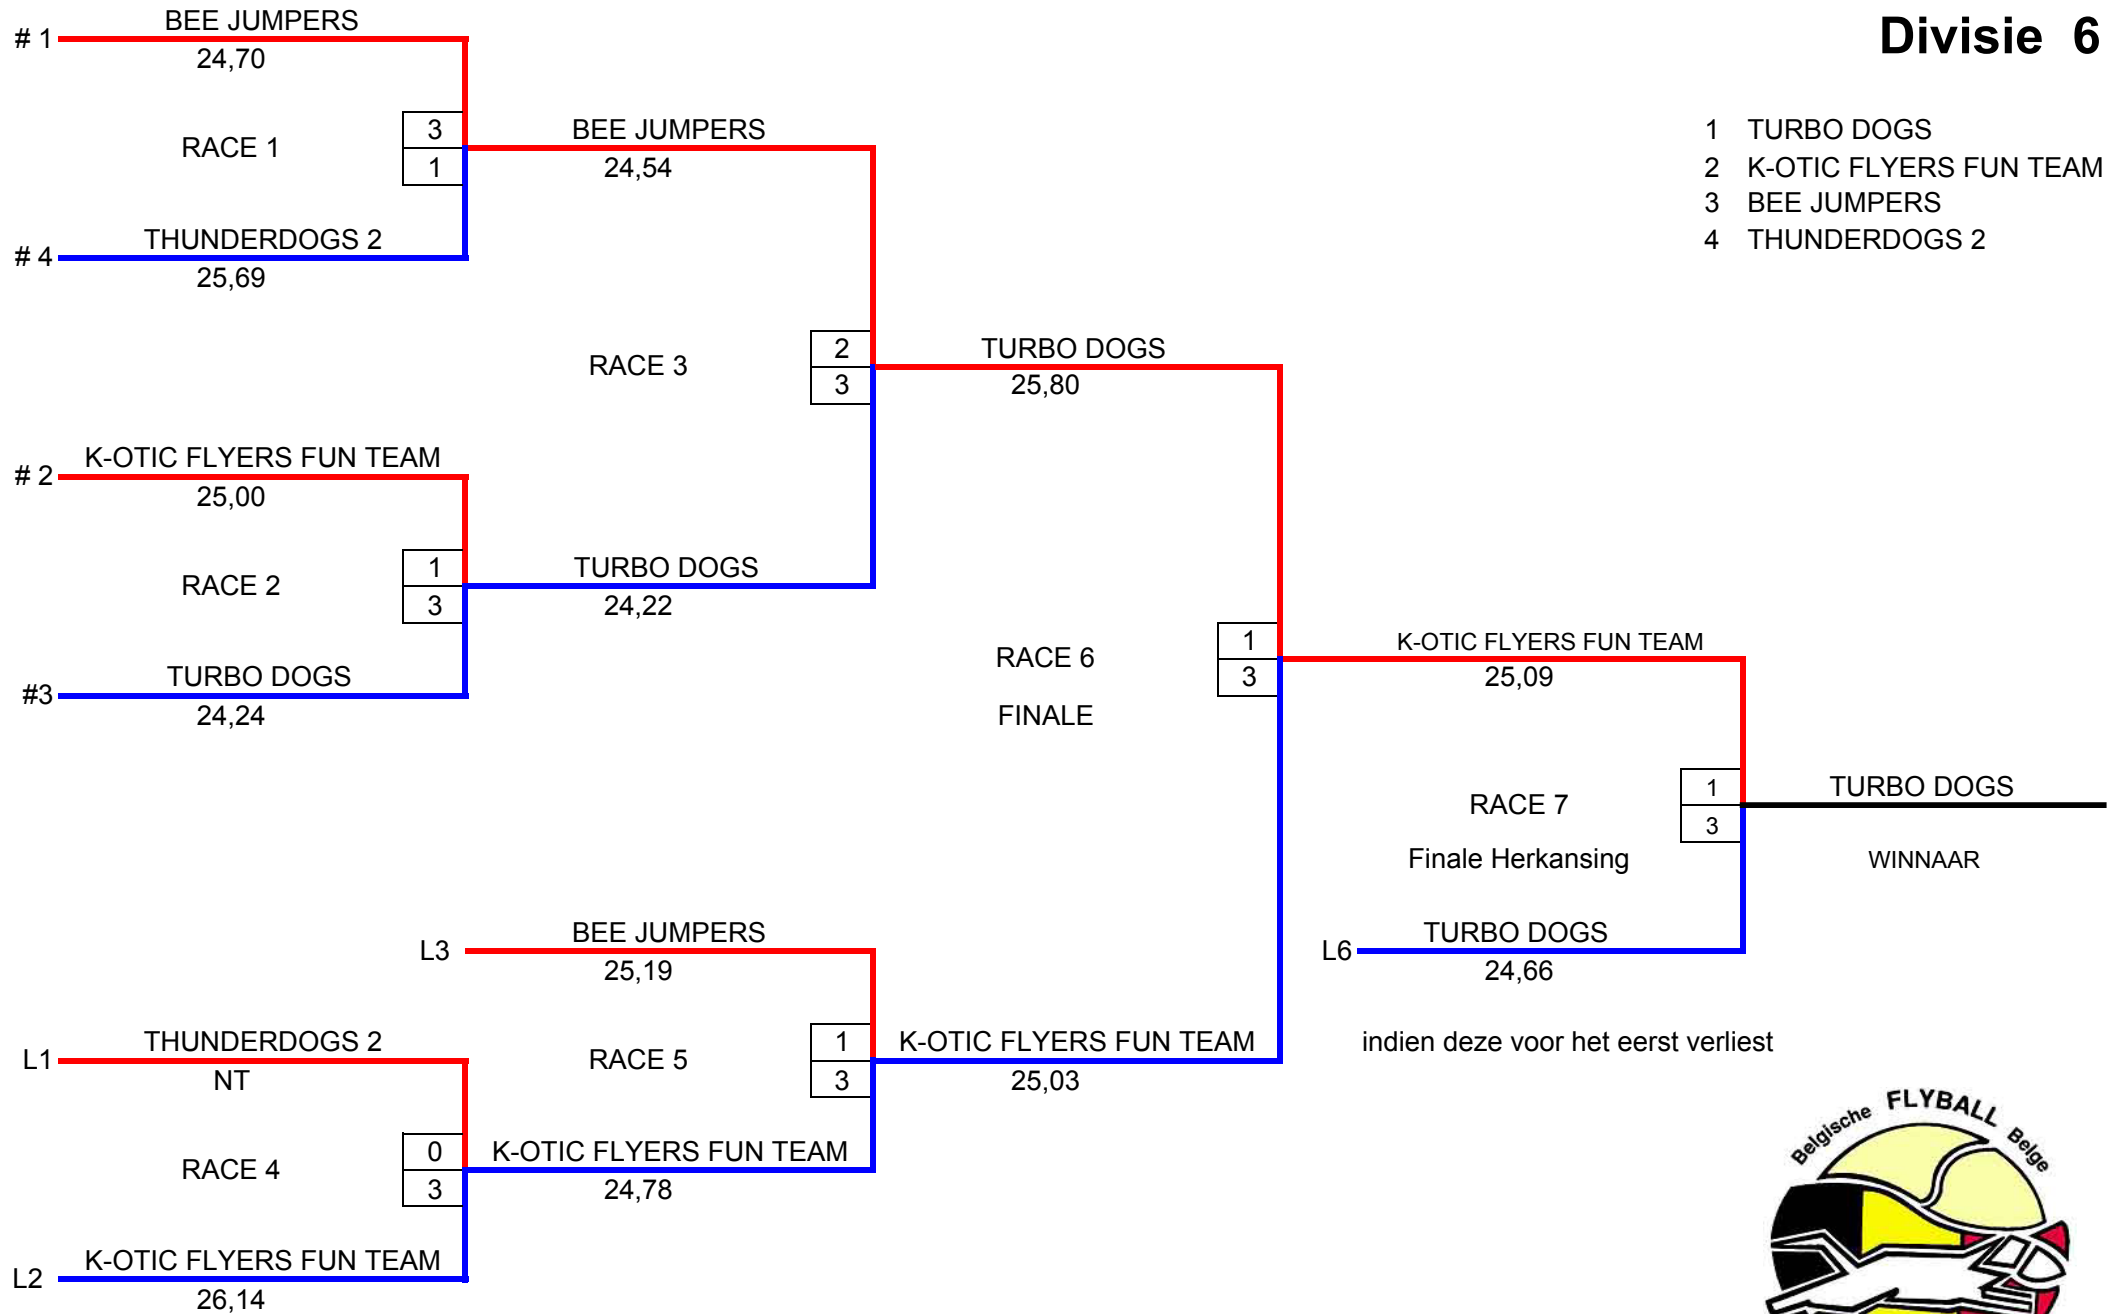 Divisie 6
1 TURBO DOGS
2 K-OTIC FLYERS FUN TEAM
3 BEE JUMPERS
4 THUNDERDOGS 2
# 1
BEE JUMPERS
24,70
RACE 1
3
1
# 4
THUNDERDOGS 2
25,69
BEE JUMPERS
24,54
RACE 3
2
3
# 2
K-OTIC FLYERS FUN TEAM
25,00
RACE 2
1
3
#3
TURBO DOGS
24,24
TURBO DOGS
24,22
TURBO DOGS
25,80
RACE 6
1
3
FINALE
K-OTIC FLYERS FUN TEAM
25,09
RACE 7
1
3
Finale Herkansing
TURBO DOGS
WINNAAR
L6
TURBO DOGS
24,66
indien deze voor het eerst verliest
L3
BEE JUMPERS
25,19
RACE 5
1
3
K-OTIC FLYERS FUN TEAM
25,03
L1
THUNDERDOGS 2
NT
RACE 4
0
3
K-OTIC FLYERS FUN TEAM
24,78
L2
K-OTIC FLYERS FUN TEAM
26,14
Belgische FLYBALL Belge